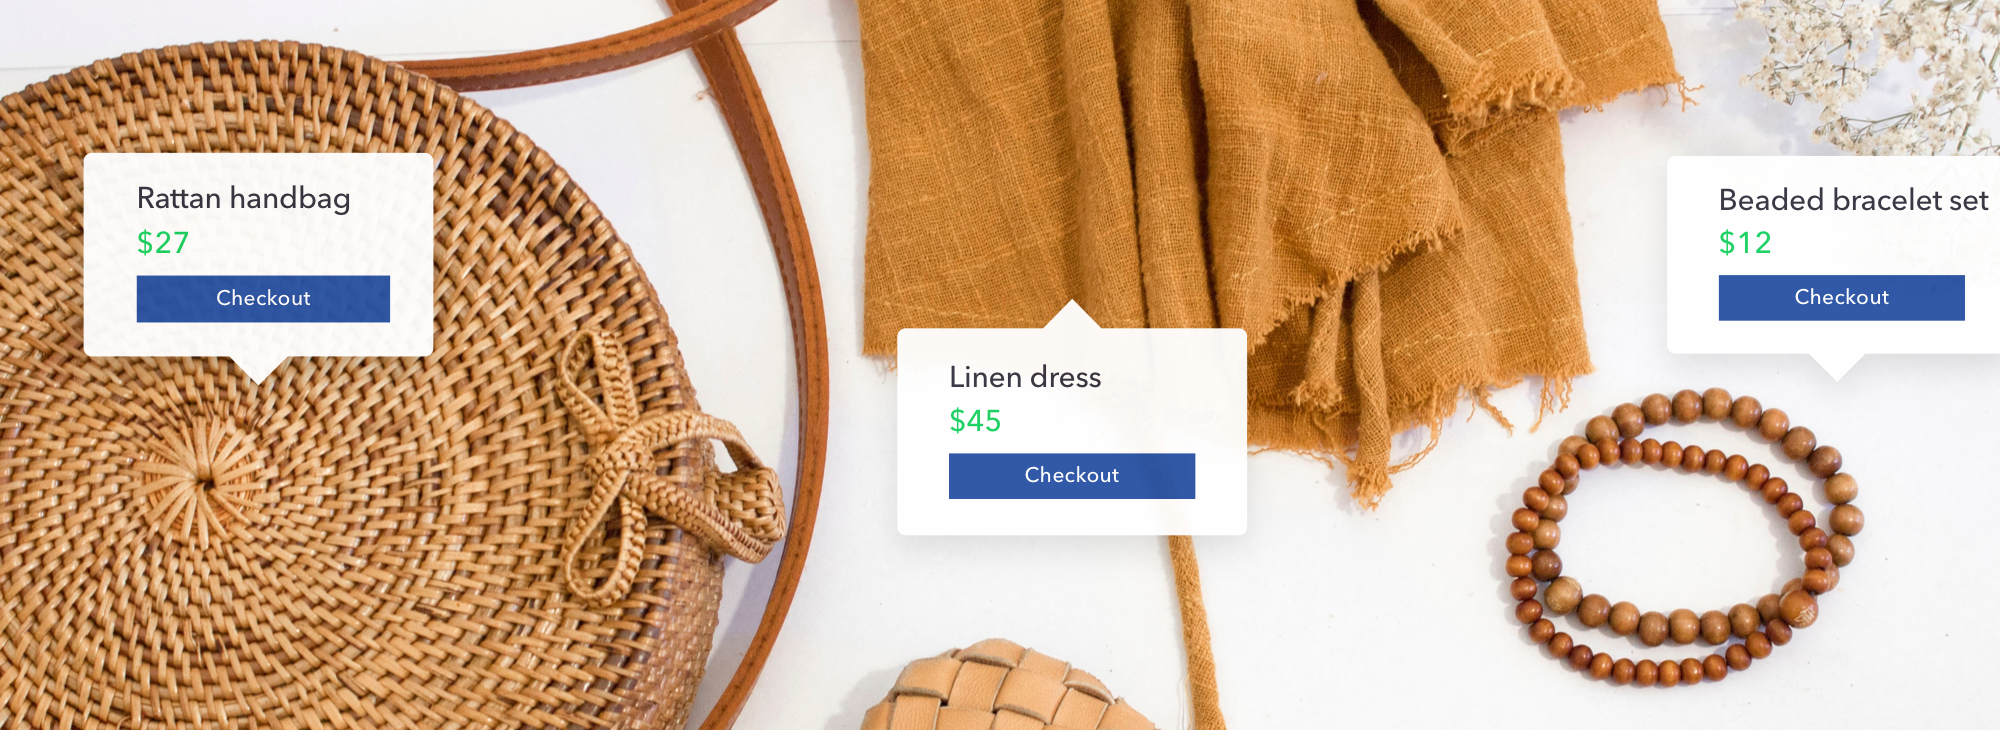 Rattan handbag
$27
Checkout
Linen dress
$45
Checkout
Beaded bracelet set
$12
Checkout